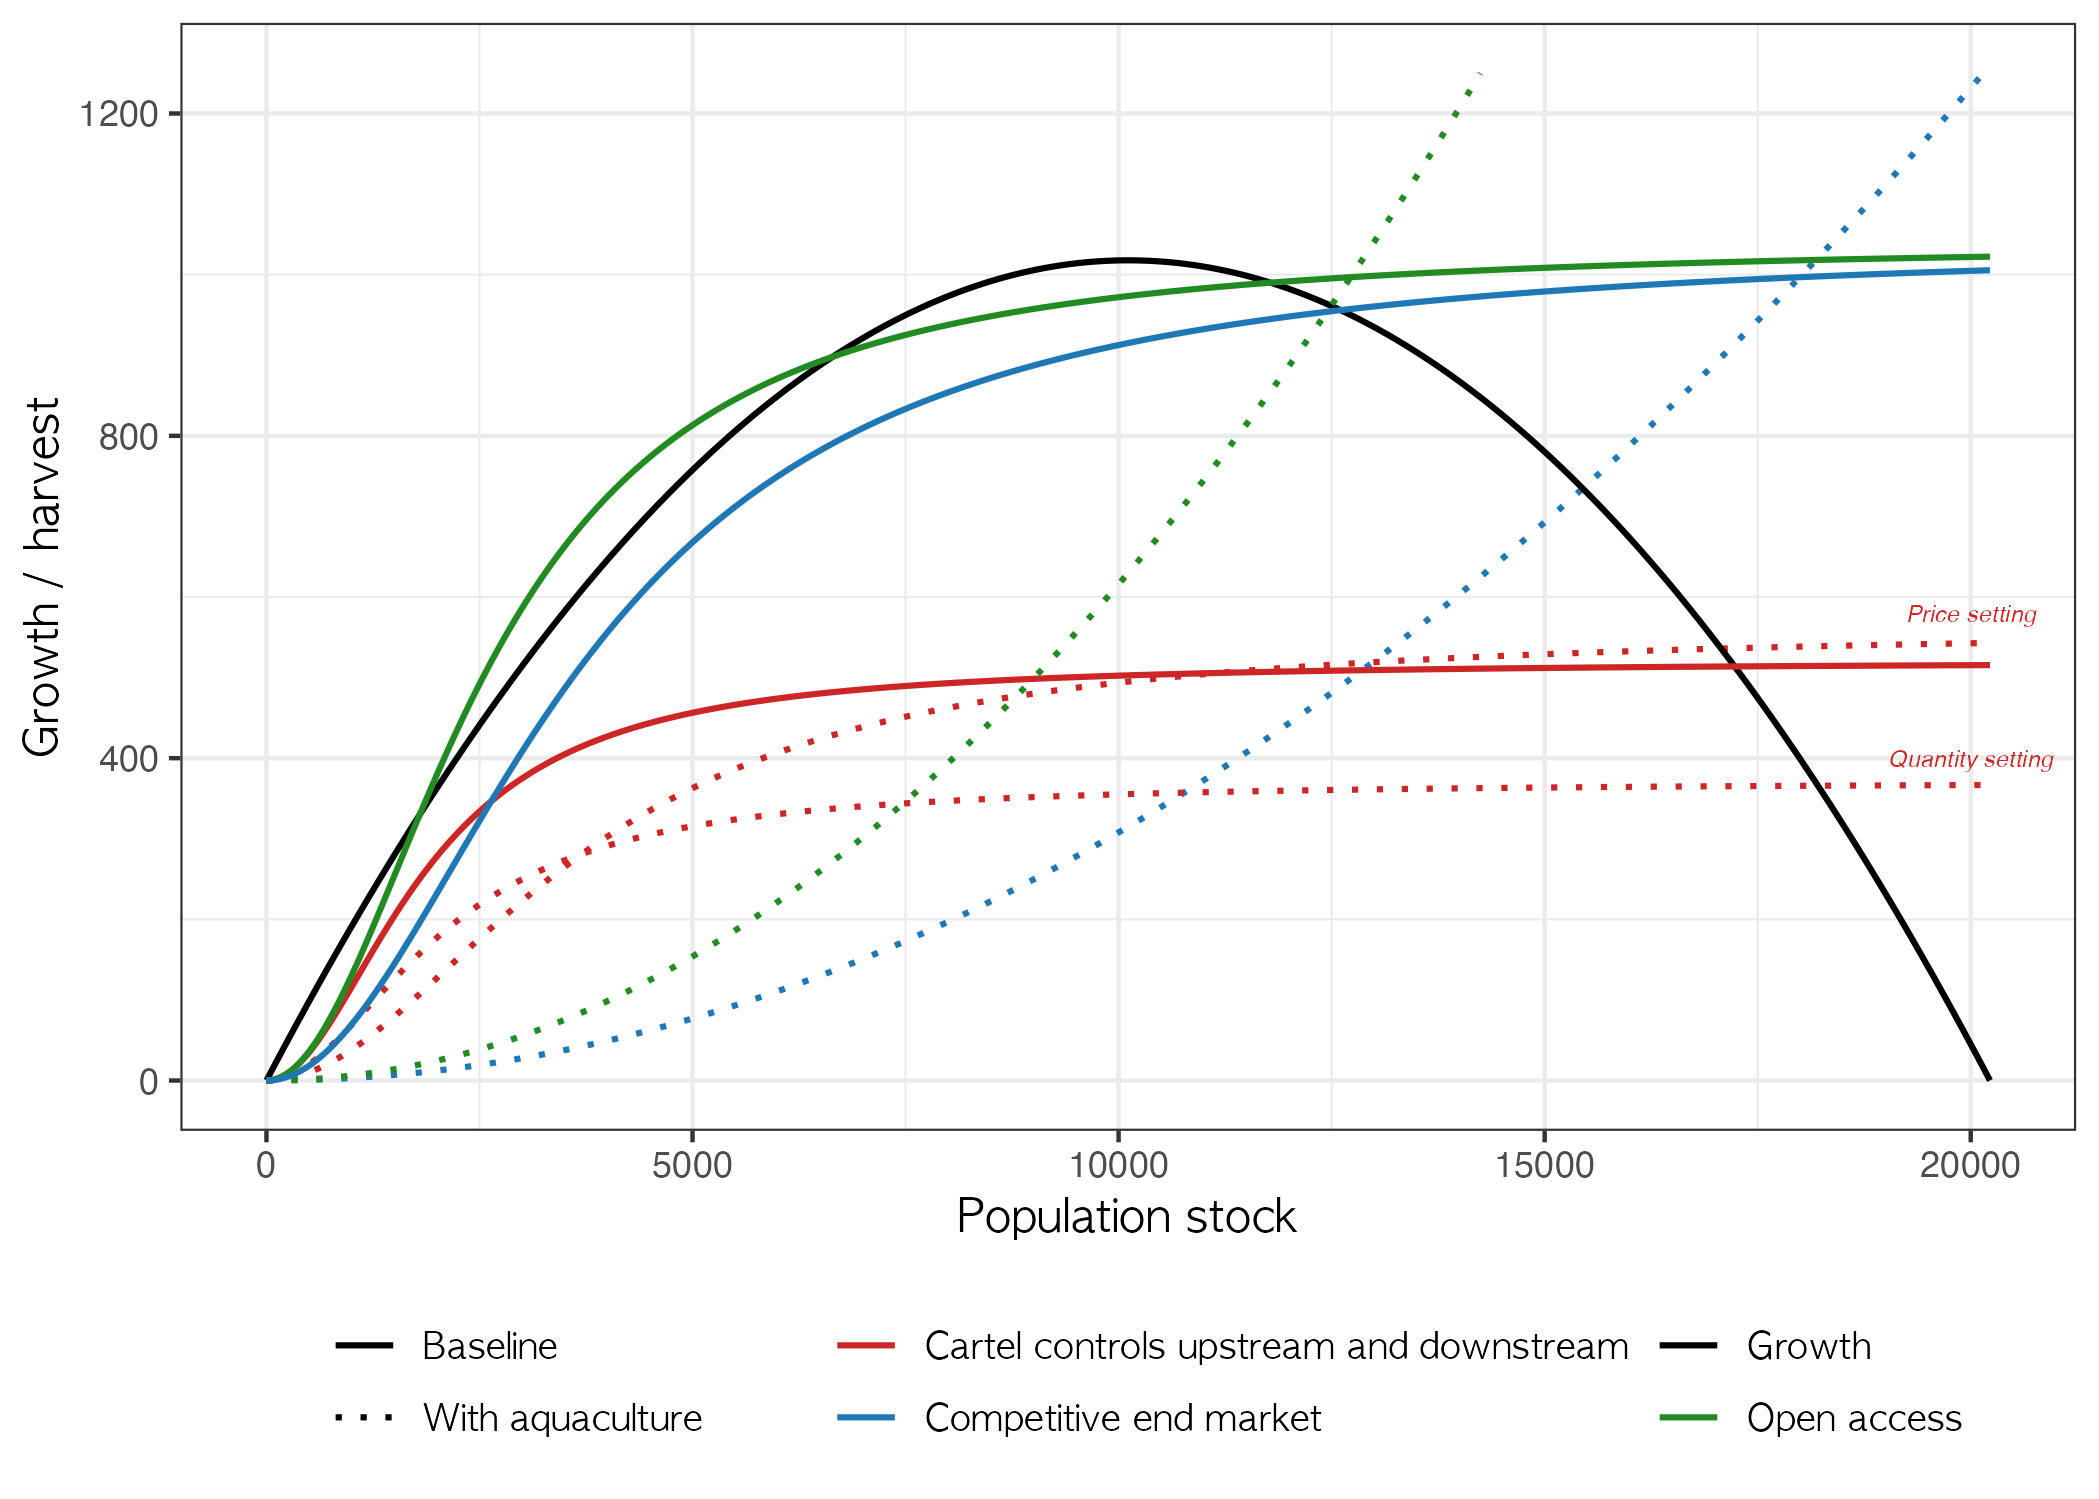 Growth / harvest
1200
800
400
0
Price setting
Quantity setting
0 5000 10000 15000 20000
Population stock
Baseline Cartel controls upstream and downstream Growth
With aquaculture Competitive end market Open access